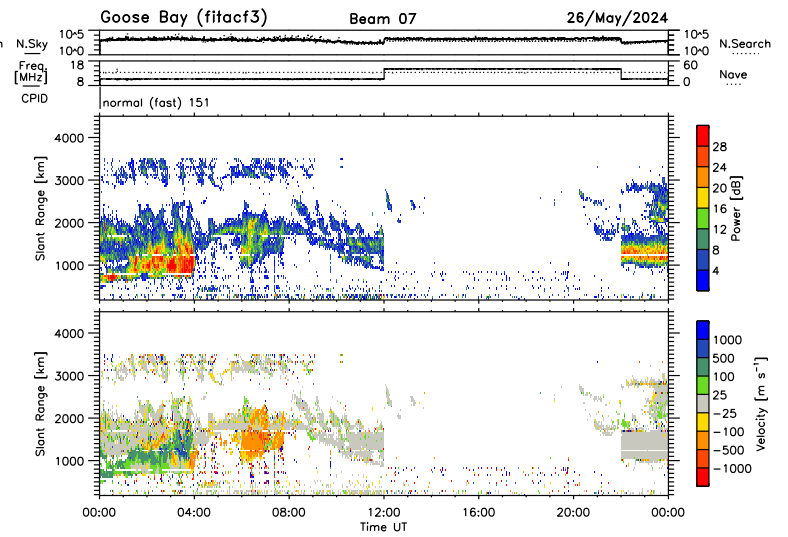 Goose Bay (fitacf3) Beam 07 26/May/2024
n N.Sky 10^5 10^5 N.Search
10^0 10^0
Freq. 18 60
[MHz] 8 0 Nave
CPID normal (fast) 151
Slant Range [km]
4000
3000
2000
1000
Power [dB]
28
24
20
16
12
8
4
Slant Range [km]
4000
3000
2000
1000
Velocity [m s⁻¹]
1000
500
100
25
−25
−100
−500
−1000
00:00 04:00 08:00 12:00 16:00 20:00 00:00
Time UT